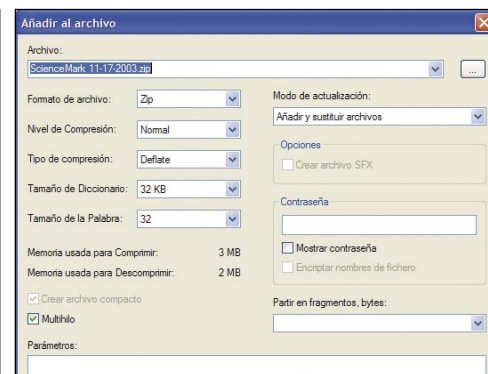 Añadir al archivo
Archivo:
ScienceMark 11-17-2003.zip
...
Formato de archivo: Zip
Nivel de Compresión: Normal
Tipo de compresión: Deflate
Tamaño de Diccionario: 32 KB
Tamaño de la Palabra: 32
Memoria usada para Comprimir: 3 MB
Memoria usada para Descomprimir: 2 MB
Crear archivo compacto
Multihilo
Parámetros:
Modo de actualización:
Añadir y sustituir archivos
Opciones
Crear archivo SFX
Contraseña
Mostrar contraseña
Encriptar nombres de fichero
Partir en fragmentos, bytes: